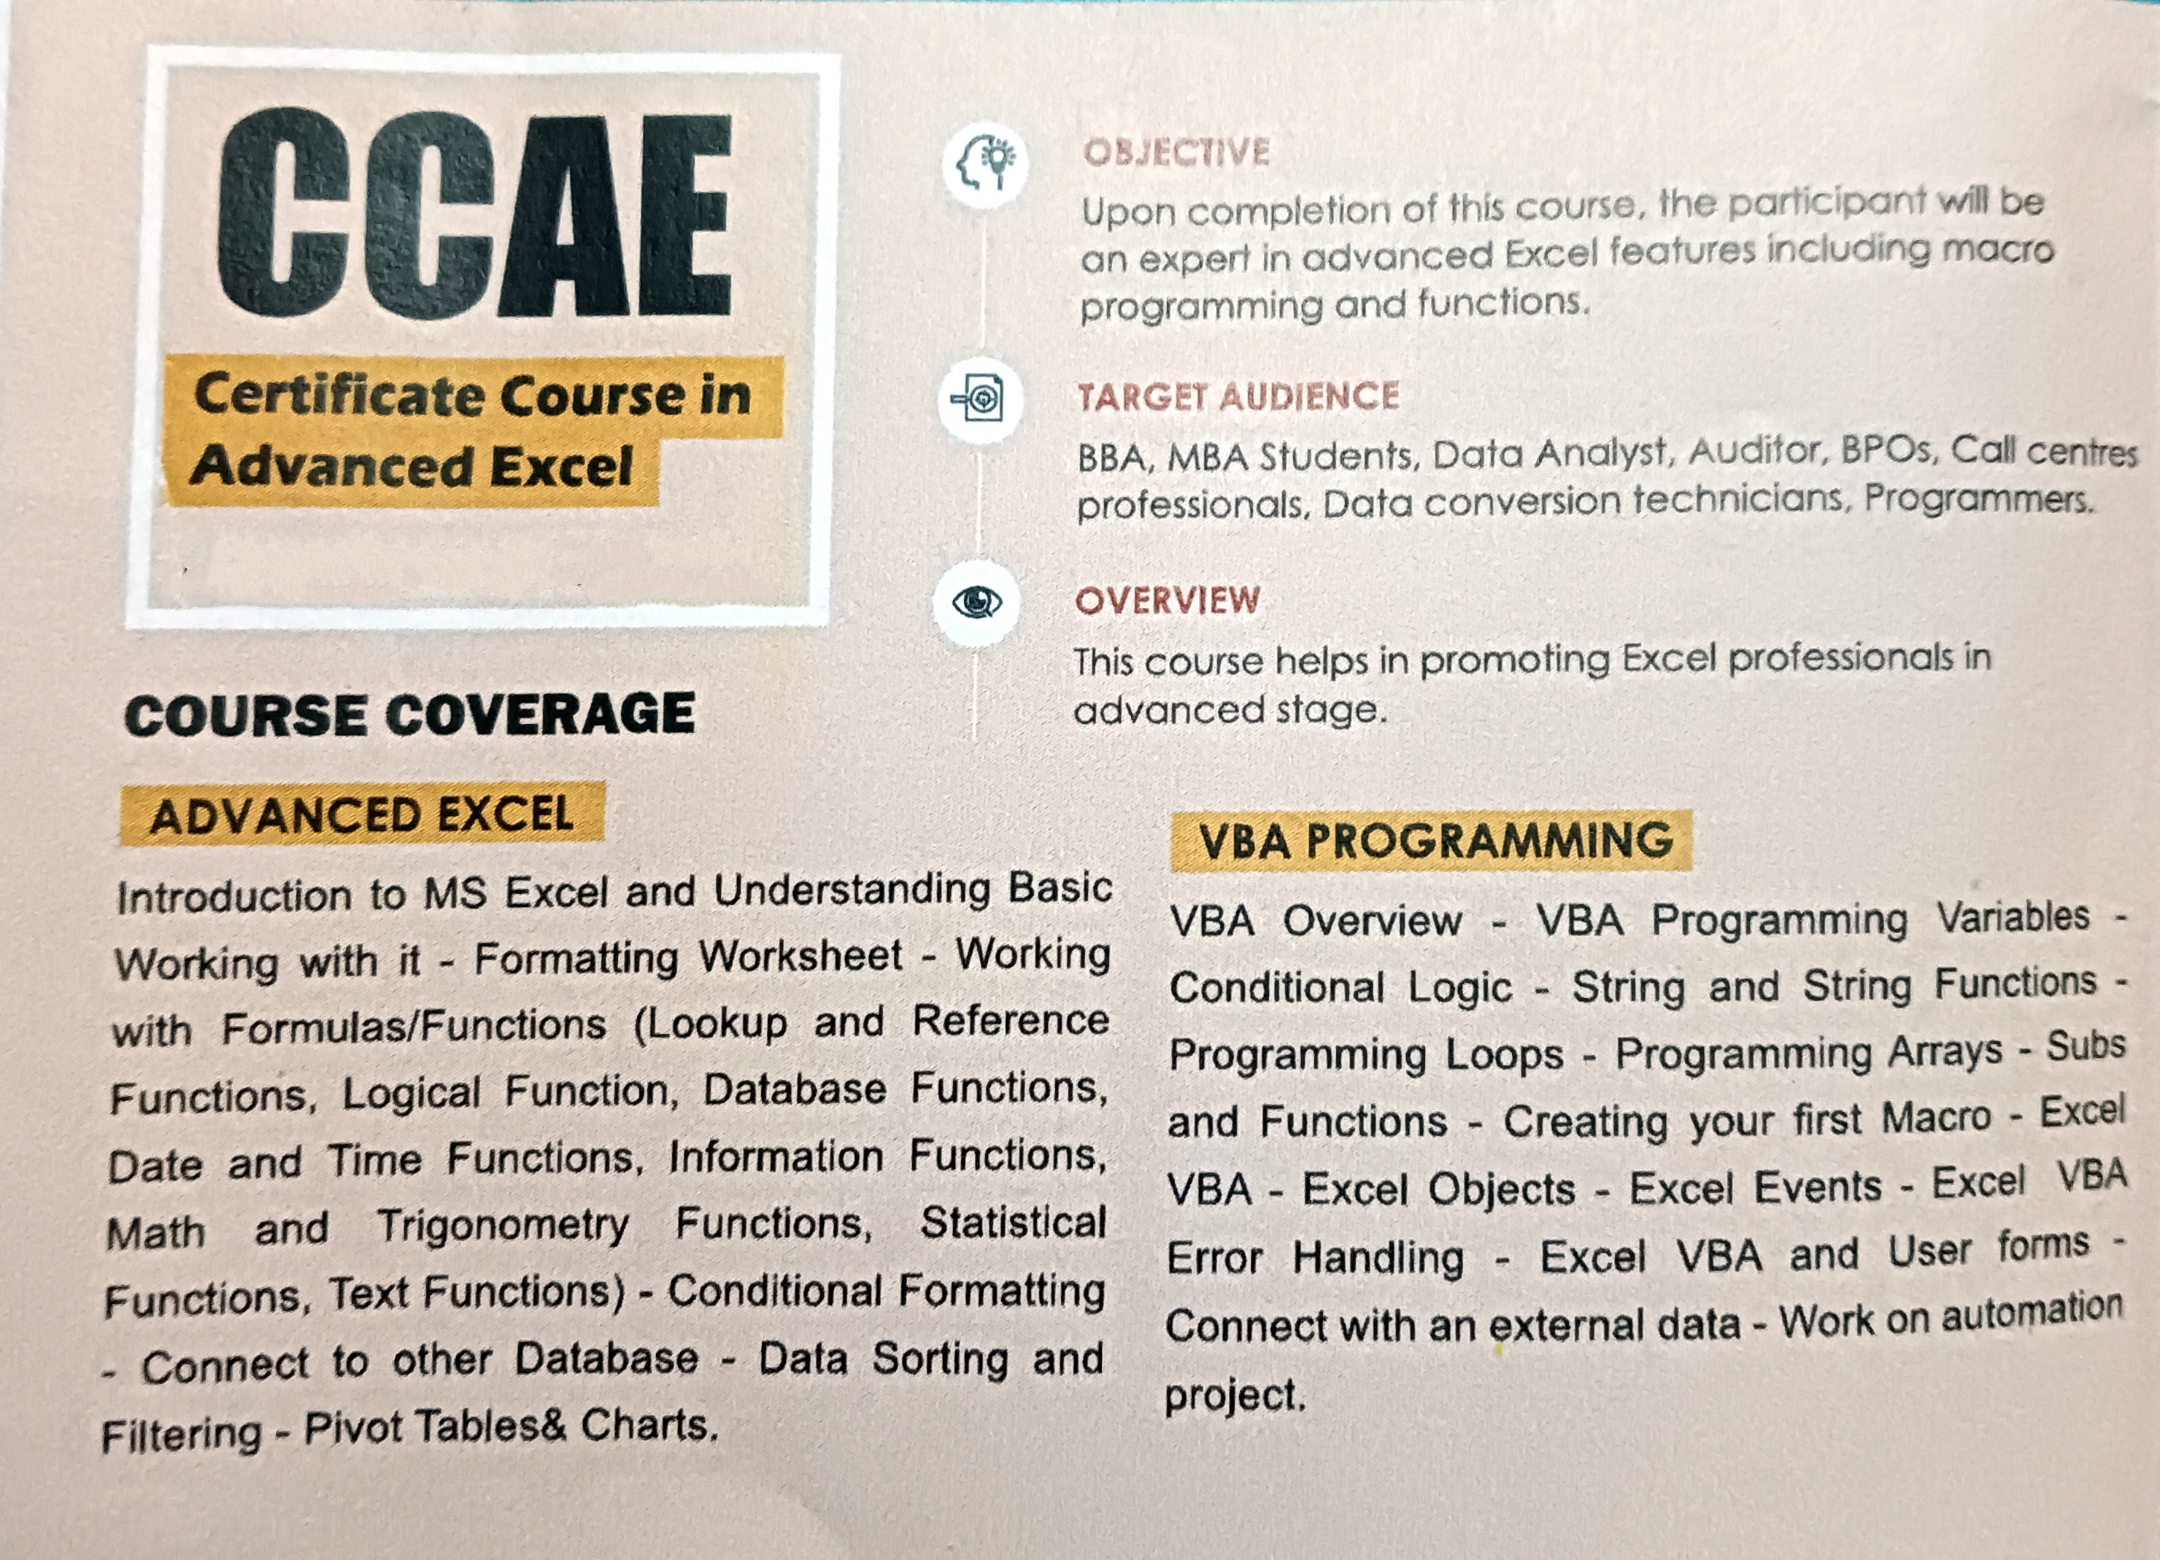 CCAE
Certificate Course in
Advanced Excel
OBJECTIVE
Upon completion of this course, the participant will be
an expert in advanced Excel features including macro
programming and functions.
TARGET AUDIENCE
BBA, MBA Students, Data Analyst, Auditor, BPOs, Call centres
professionals, Data conversion technicians, Programmers.
OVERVIEW
This course helps in promoting Excel professionals in
advanced stage.
COURSE COVERAGE
ADVANCED EXCEL
Introduction to MS Excel and Understanding Basic
Working with it - Formatting Worksheet - Working
with Formulas/Functions (Lookup and Reference
Functions, Logical Function, Database Functions,
Date and Time Functions, Information Functions,
Math and Trigonometry Functions, Statistical
Functions, Text Functions) - Conditional Formatting
- Connect to other Database - Data Sorting and
Filtering - Pivot Tables& Charts.
VBA PROGRAMMING
VBA Overview - VBA Programming Variables -
Conditional Logic - String and String Functions -
Programming Loops - Programming Arrays - Subs
and Functions - Creating your first Macro - Excel
VBA - Excel Objects - Excel Events - Excel VBA
Error Handling - Excel VBA and User forms -
Connect with an external data - Work on automation
project.